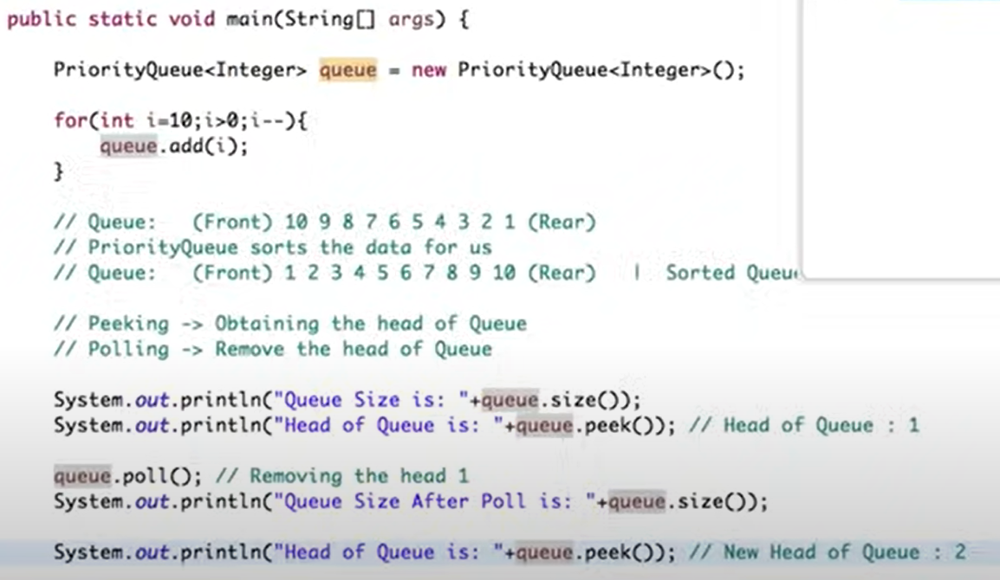 public static void main(String[] args) {
PriorityQueue<Integer> queue = new PriorityQueue<Integer>();
for(int i=10;i>0;i--){
queue.add(i);
}
// Queue: (Front) 10 9 8 7 6 5 4 3 2 1 (Rear)
// PriorityQueue sorts the data for us
// Queue: (Front) 1 2 3 4 5 6 7 8 9 10 (Rear) | Sorted
// Peeking -> Obtaining the head of Queue
// Polling -> Remove the head of Queue
System.out.println("Queue Size is: "+queue.size());
System.out.println("Head of Queue is: "+queue.peek()); // Head of Queue : 1
queue.poll(); // Removing the head 1
System.out.println("Queue Size After Poll is: "+queue.size());
System.out.println("Head of Queue is: "+queue.peek()); // New Head of Queue : 2